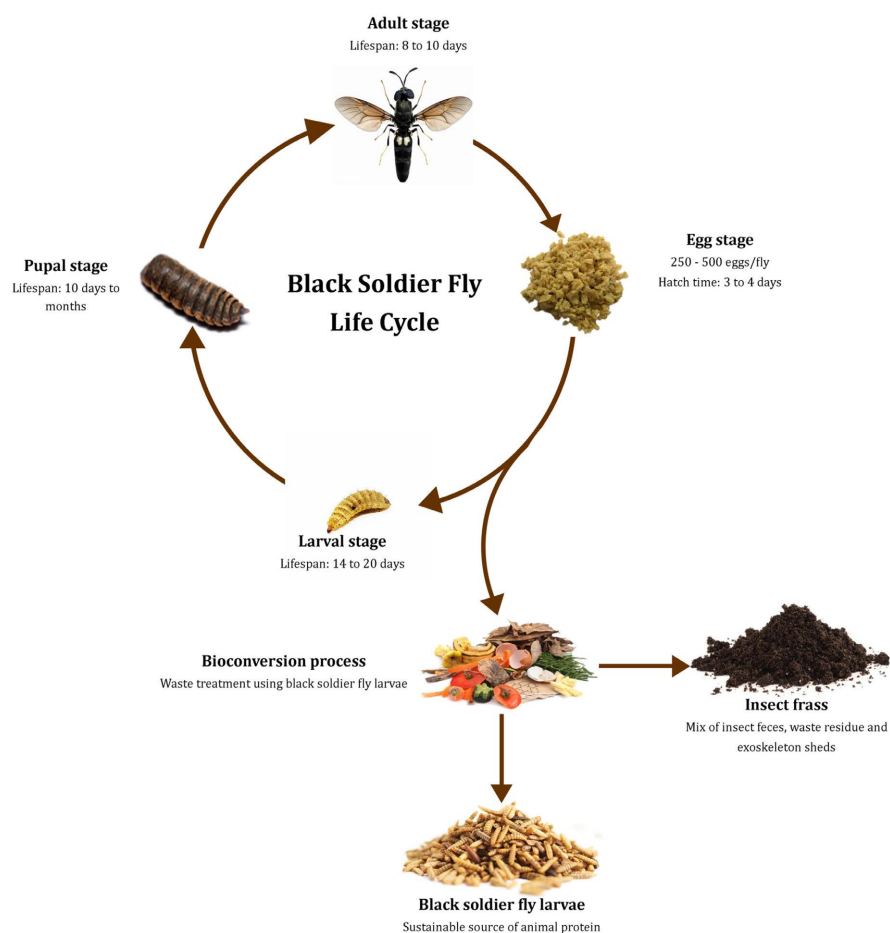 Adult stage
Lifespan: 8 to 10 days
Egg stage
250 - 500 eggs/fly
Hatch time: 3 to 4 days
Pupal stage
Lifespan: 10 days to
months
Black Soldier Fly
Life Cycle
Larval stage
Lifespan: 14 to 20 days
Bioconversion process
Waste treatment using black soldier fly larvae
Insect frass
Mix of insect feces, waste residue and
exoskeleton sheds
Black soldier fly larvae
Sustainable source of animal protein